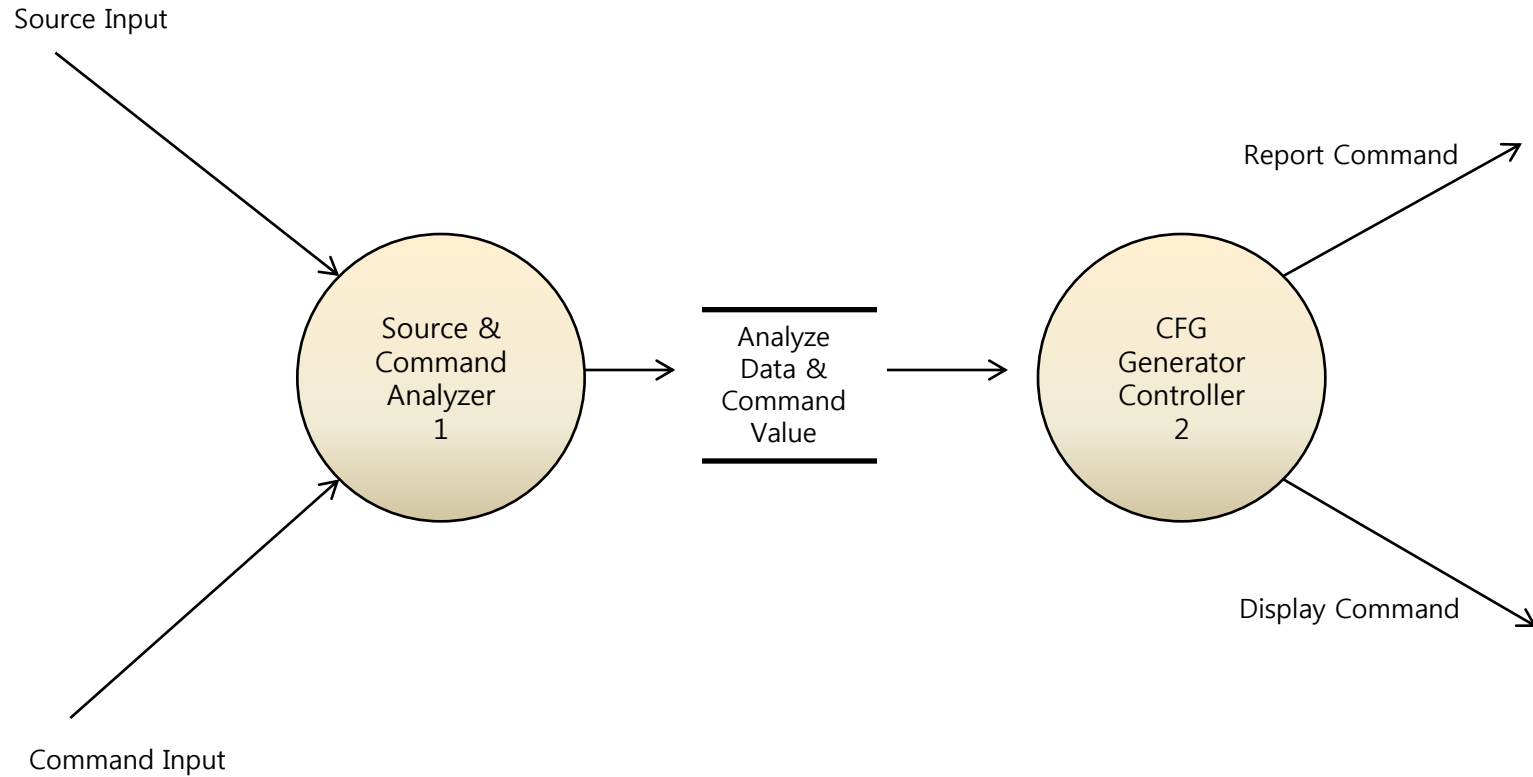 Source Input
Report Command
Source &
Command
Analyzer
1
Analyze
Data &
Command
Value
CFG
Generator
Controller
2
Display Command
Command Input